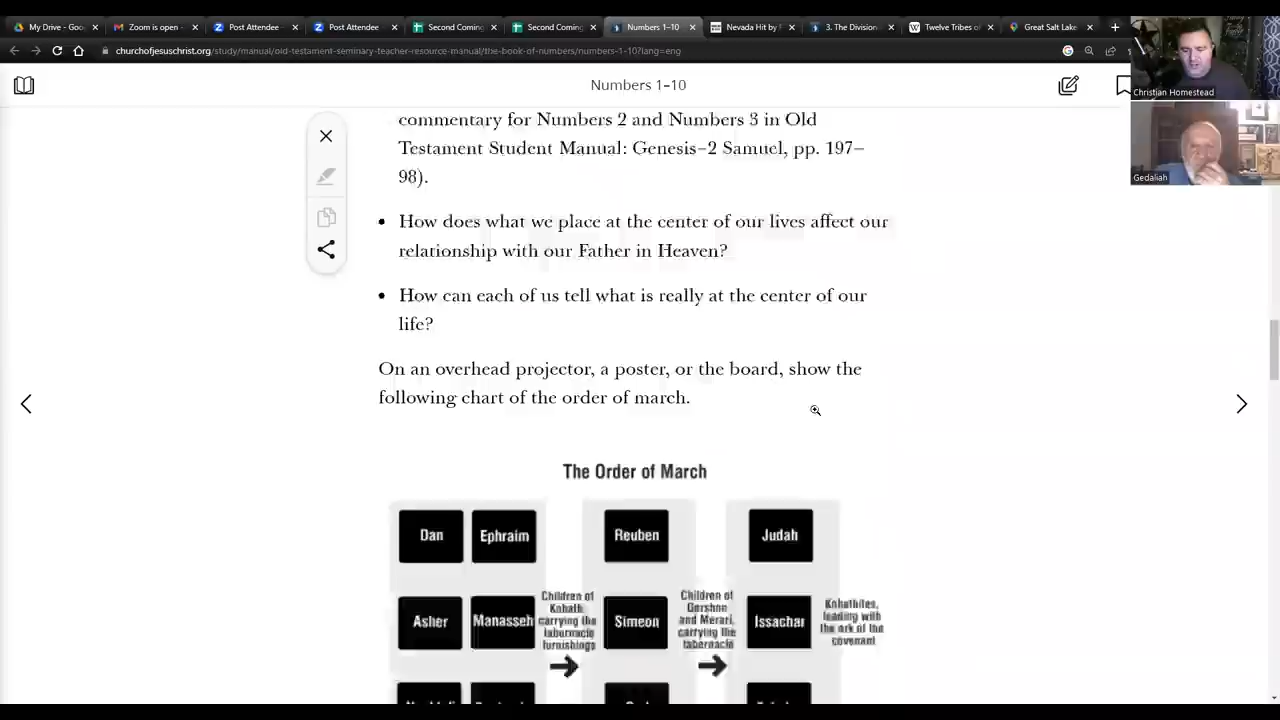 My Drive - Goo
Zoom is open -
Post Attendee
Post Attendee
Second Coming
Second Coming
Numbers 1–10
Nevada Hit by
3. The Division
Twelve Tribes of
Great Salt Lake
churchofjesuschrist.org/study/manual/old-testament-seminary-teacher-resource-manual/the-book-of-numbers/numbers-1-10?lang=eng
Christian Homestead
Gedaliah
Numbers 1–10
commentary for Numbers 2 and Numbers 3 in Old
Testament Student Manual: Genesis–2 Samuel, pp. 197–
98).
• How does what we place at the center of our lives affect our
relationship with our Father in Heaven?
• How can each of us tell what is really at the center of our
life?
On an overhead projector, a poster, or the board, show the
following chart of the order of march.
The Order of March
Dan Ephraim Reuben Judah
Asher Manasseh
Children of
Kohath
carrying the
tabernacle
furnishings
Simeon
Children of
Gershon
and Merari,
carrying the
tabernacle
Issachar
Kohathites,
leading with
the ark of the
covenant